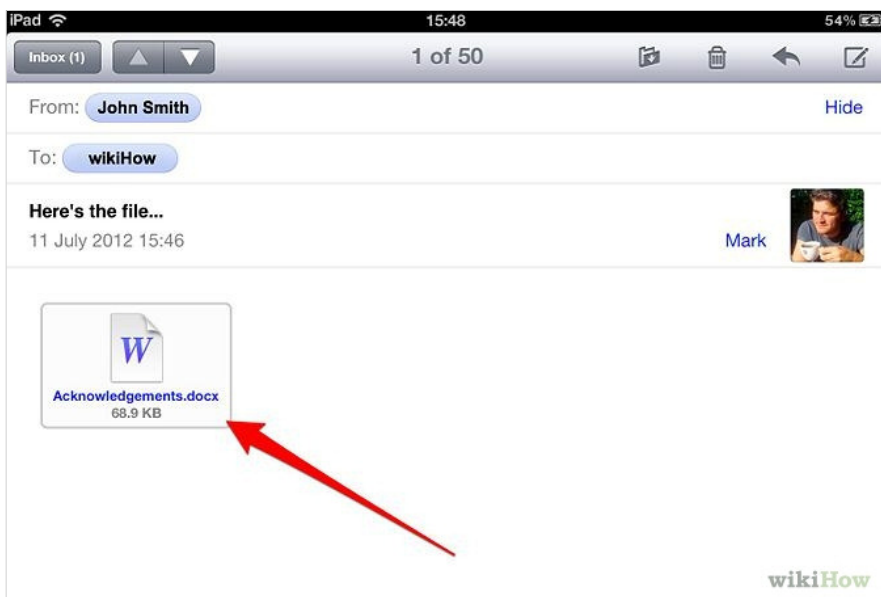 iPad 15:48 54%
Inbox (1) 1 of 50
From: John Smith Hide
To: wikiHow
Here's the file...
11 July 2012 15:46 Mark
W
Acknowledgements.docx
68.9 KB
wikiHow